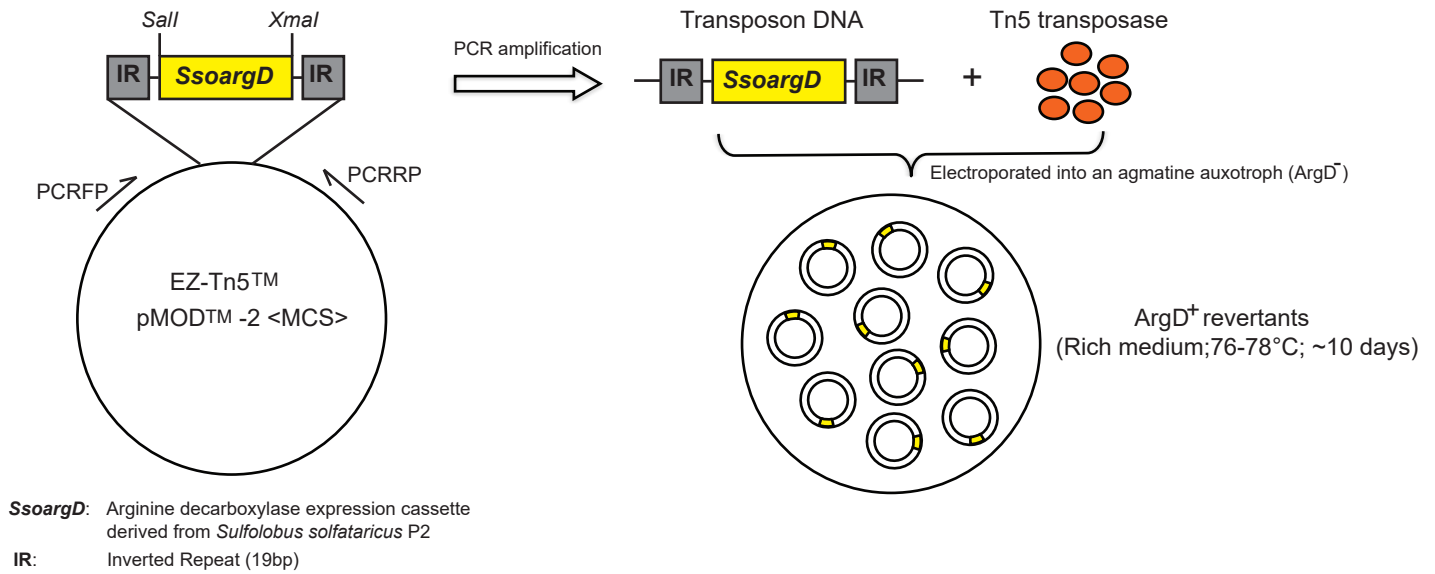 SalI XmaI
IR SsoargD IR
PCR amplification
Transposon DNA
IR SsoargD IR
+
Tn5 transposase
PCRFP
PCRRP
EZ-Tn5TM
pMODTM -2 <MCS>
Electroporated into an agmatine auxotroph (ArgD-)
ArgD+ revertants
(Rich medium;76-78°C; ~10 days)
SsoargD: Arginine decarboxylase expression cassette
derived from Sulfolobus solfataricus P2
IR: Inverted Repeat (19bp)